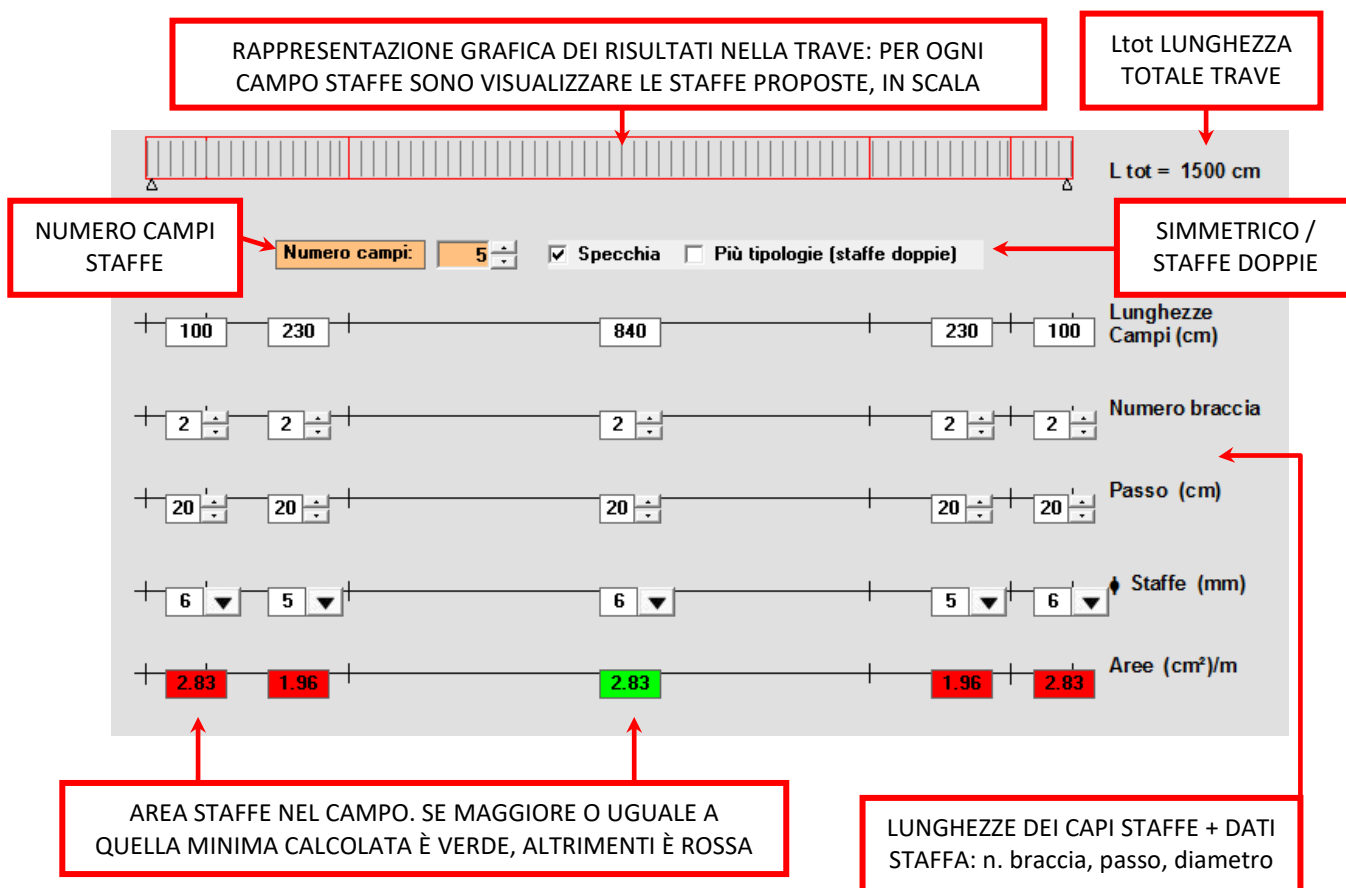 RAPPRESENTAZIONE GRAFICA DEI RISULTATI NELLA TRAVE: PER OGNI
CAMPO STAFFE SONO VISUALIZZARE LE STAFFE PROPOSTE, IN SCALA
Ltot LUNGHEZZA
TOTALE TRAVE
L tot = 1500 cm
NUMERO CAMPI
STAFFE
Numero campi: 5 Specchia Più tipologie (staffe doppie)
SIMMETRICO /
STAFFE DOPPIE
100 230 840 230 100 Lunghezze
Campi (cm)
2 2 2 2 2 Numero braccia
20 20 20 20 20 Passo (cm)
6 5 6 5 6 ϕ Staffe (mm)
2.83 1.96 2.83 1.96 2.83 Aree (cm²)/m
AREA STAFFE NEL CAMPO. SE MAGGIORE O UGUALE A
QUELLA MINIMA CALCOLATA È VERDE, ALTRIMENTI È ROSSA
LUNGHEZZE DEI CAPI STAFFE + DATI
STAFFA: n. braccia, passo, diametro